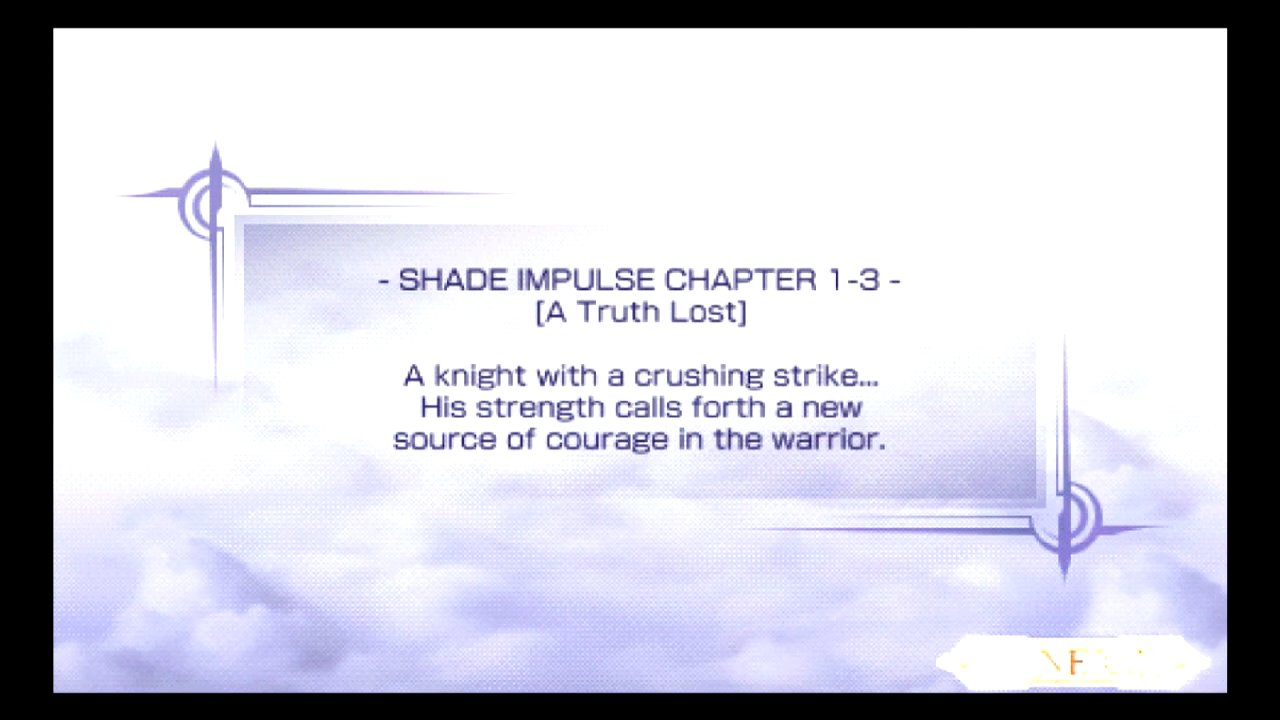 - SHADE IMPULSE CHAPTER 1-3 -
[A Truth Lost]
A knight with a crushing strike...
His strength calls forth a new
source of courage in the warrior.